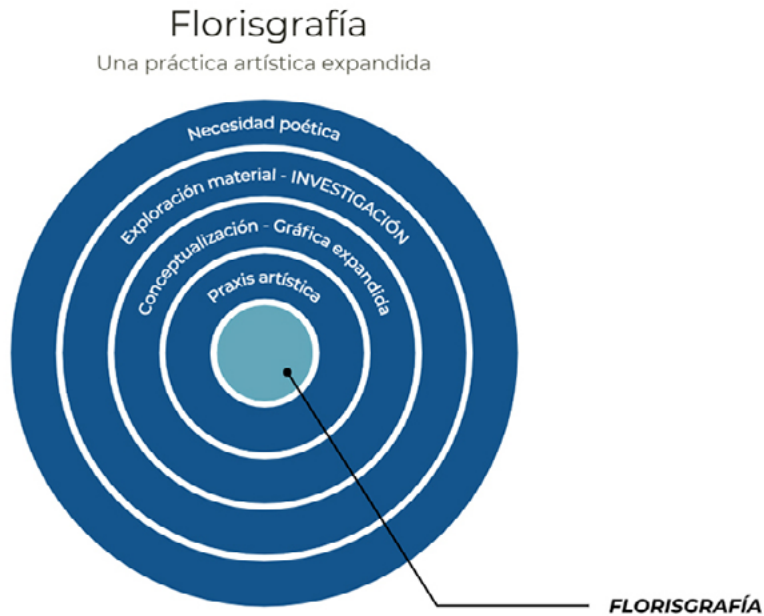 Florisgrafía
Una práctica artística expandida
Necesidad poética
Exploración material - INVESTIGACIÓN
Conceptualización - Gráfica expandida
Praxis artística
FLORISGRAFÍA